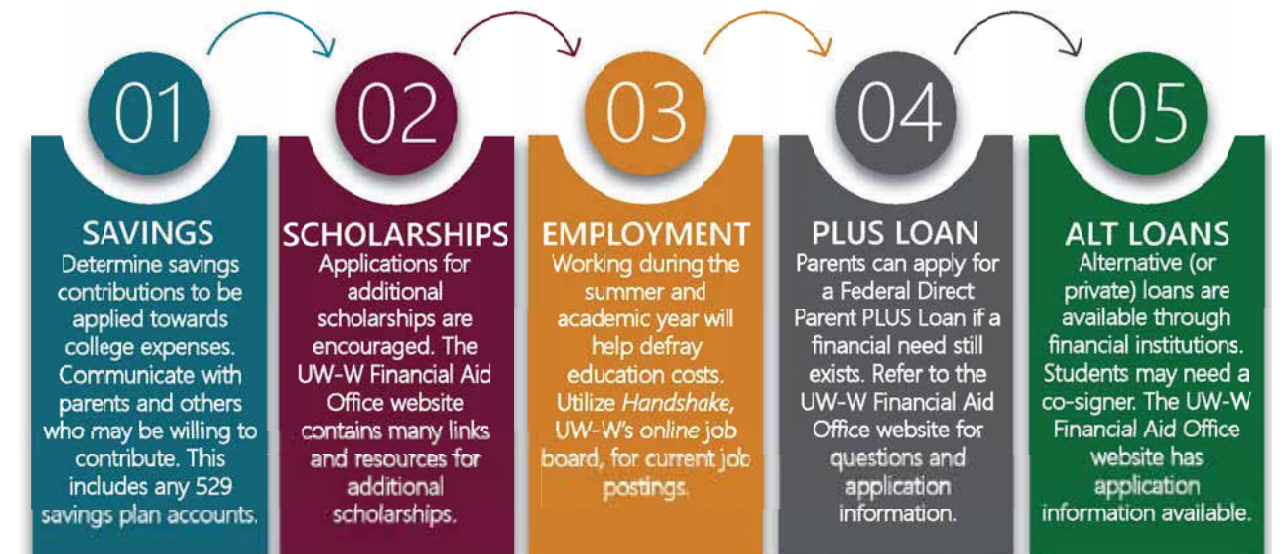 01
SAVINGS
Determine savings
contributions to be
applied towards
college expenses.
Communicate with
parents and others
who may be willing to
contribute. This
includes any 529
savings plan accounts.
02
SCHOLARSHIPS
Applications for
additional
scholarships are
encouraged. The
UW-W Financial Aid
Office website
contains many links
and resources for
additional
scholarships.
03
EMPLOYMENT
Working during the
summer and
academic year will
help defray
education costs.
Utilize Handshake,
UW-W's online job
board, for current job
postings.
04
PLUS LOAN
Parents can apply for
a Federal Direct
Parent PLUS Loan if a
financial need still
exists. Refer to the
UW-W Financial Aid
Office website for
questions and
application
information.
05
ALT LOANS
Alternative (or
private) loans are
available through
financial institutions.
Students may need a
co-signer. The UW-W
Financial Aid Office
website has
application
information available.